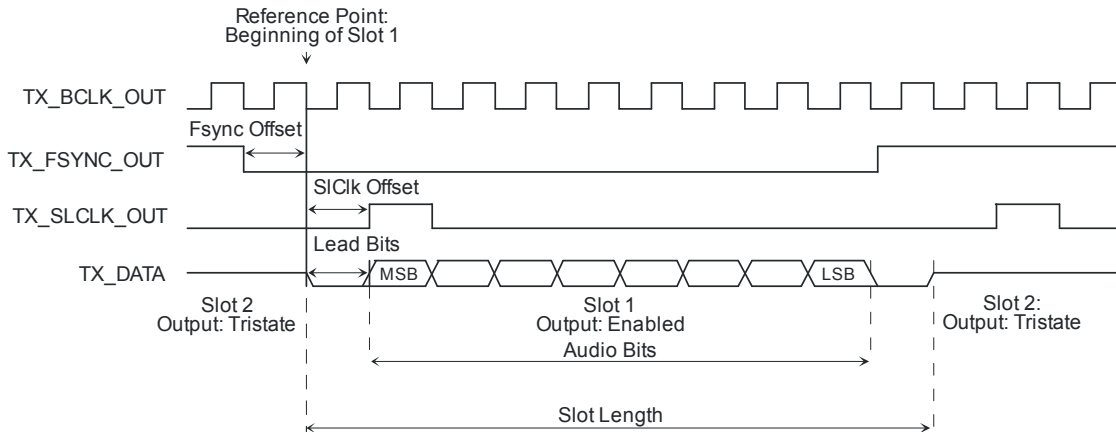 Reference Point:
Beginning of Slot 1
TX_BCLK_OUT
Fsync Offset
TX_FSYNC_OUT
SlClk Offset
TX_SLCLK_OUT
Lead Bits
TX_DATA
MSB
LSB
Slot 2
Output: Tristate
Slot 1
Output: Enabled
Slot 2:
Output: Tristate
Audio Bits
Slot Length